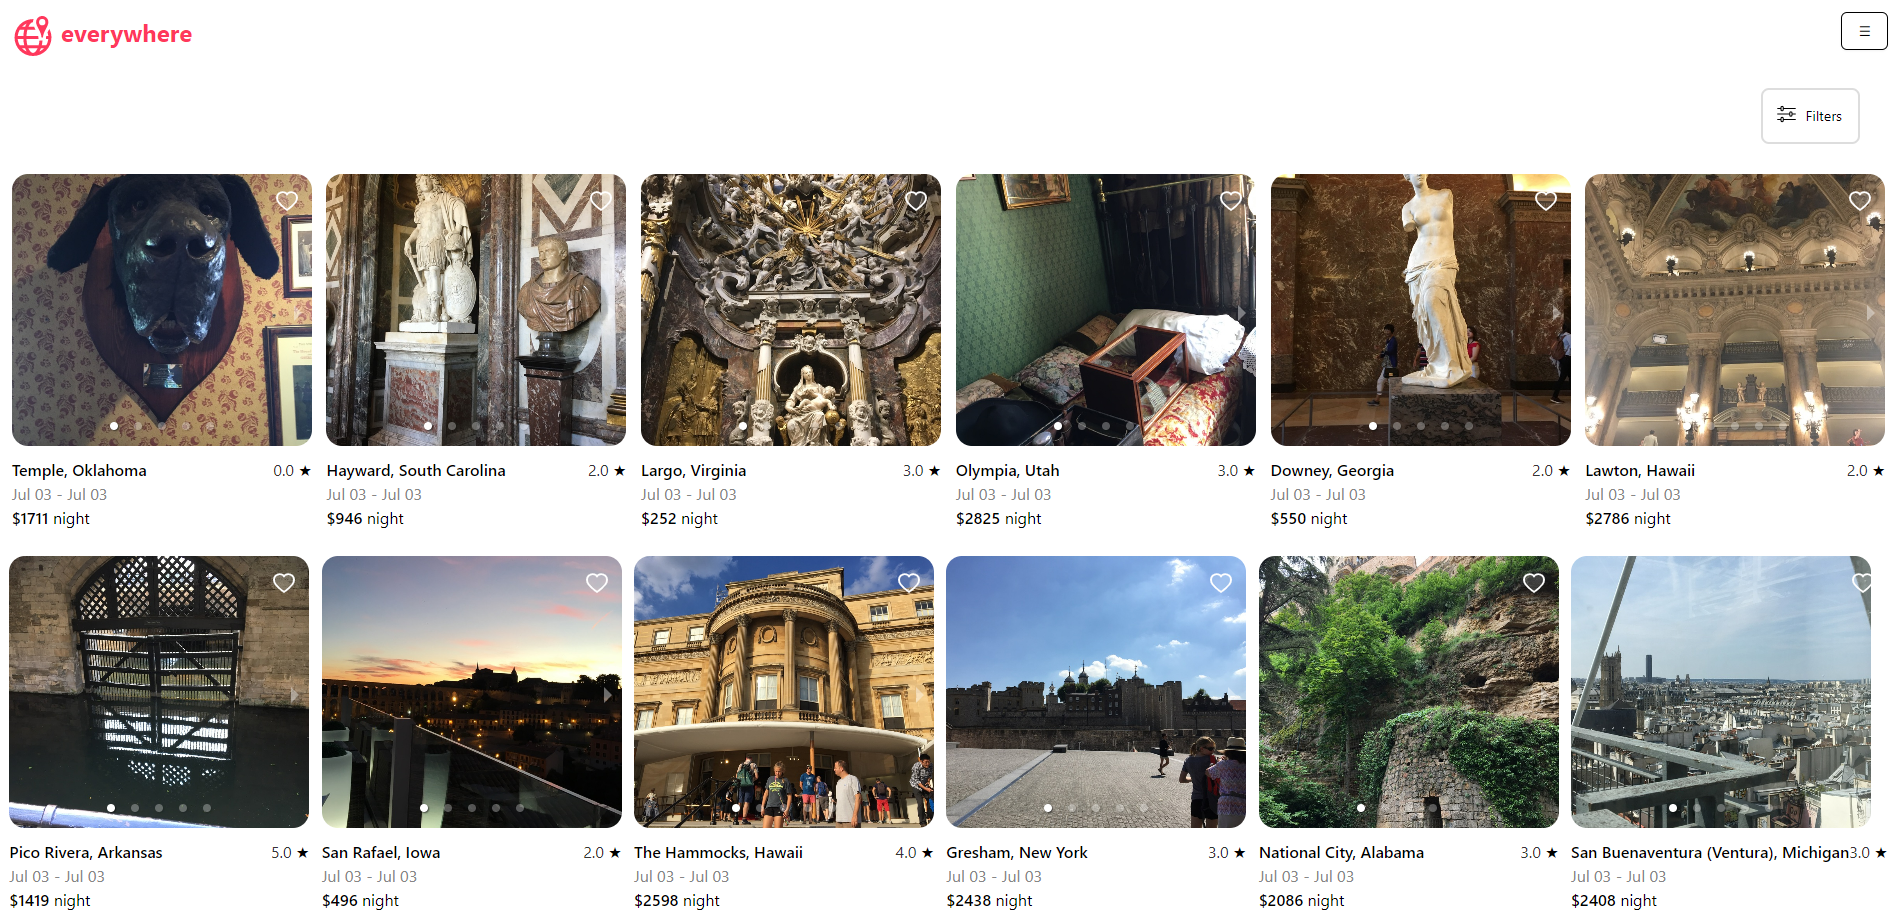 everywhere
☰
Filters
Temple, Oklahoma 0.0 ★
Jul 03 - Jul 03
$1711 night
Hayward, South Carolina 2.0 ★
Jul 03 - Jul 03
$946 night
Largo, Virginia 3.0 ★
Jul 03 - Jul 03
$252 night
Olympia, Utah 3.0 ★
Jul 03 - Jul 03
$2825 night
Downey, Georgia 2.0 ★
Jul 03 - Jul 03
$550 night
Lawton, Hawaii 2.0 ★
Jul 03 - Jul 03
$2786 night
Pico Rivera, Arkansas 5.0 ★
Jul 03 - Jul 03
$1419 night
San Rafael, Iowa 2.0 ★
Jul 03 - Jul 03
$496 night
The Hammocks, Hawaii 4.0 ★
Jul 03 - Jul 03
$2598 night
Gresham, New York 3.0 ★
Jul 03 - Jul 03
$2438 night
National City, Alabama 3.0 ★
Jul 03 - Jul 03
$2086 night
San Buenaventura (Ventura), Michigan3.0 ★
Jul 03 - Jul 03
$2408 night